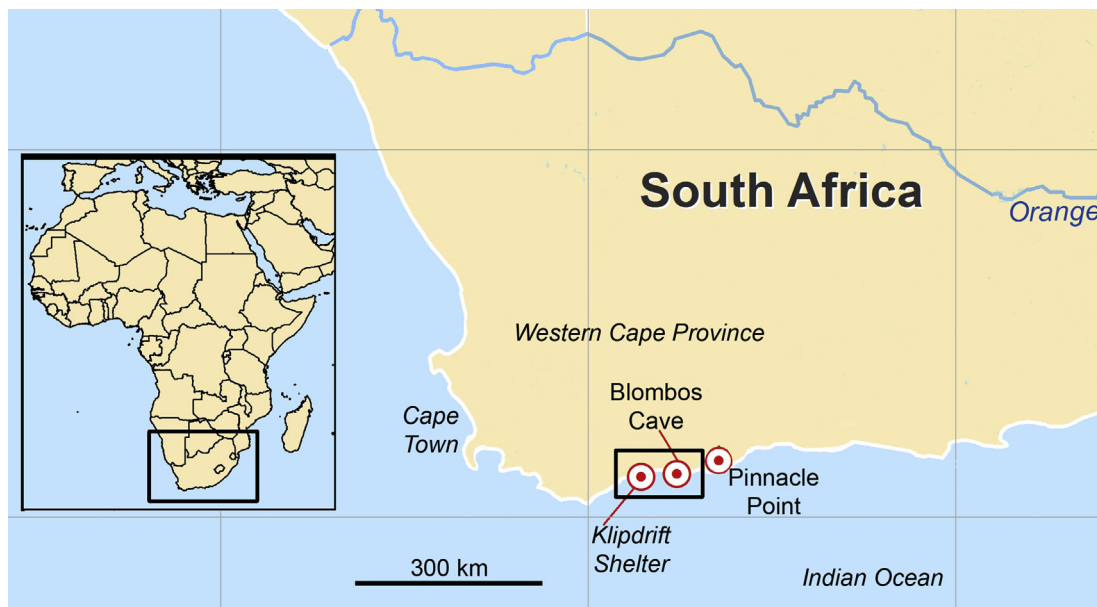 South Africa
Orange
Western Cape Province
Blombos
Cave
Cape
Town
Pinnacle
Point
Klipdrift
Shelter
300 km
Indian Ocean